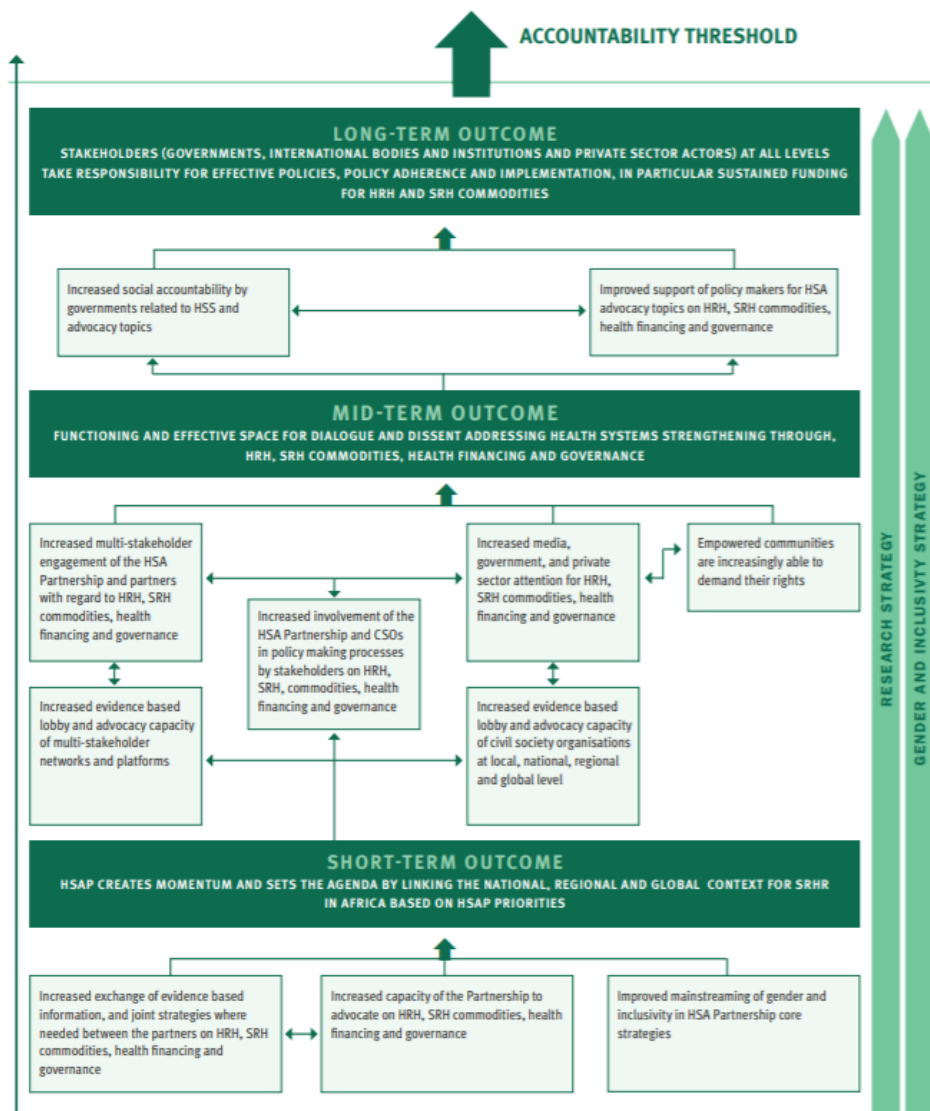 ACCOUNTABILITY THRESHOLD
LONG-TERM OUTCOME
STAKEHOLDERS (GOVERNMENTS, INTERNATIONAL BODIES AND INSTITUTIONS AND PRIVATE SECTOR ACTORS) AT ALL LEVELS
TAKE RESPONSIBILITY FOR EFFECTIVE POLICIES, POLICY ADHERENCE AND IMPLEMENTATION, IN PARTICULAR SUSTAINED FUNDING
FOR HRH AND SRH COMMODITIES
Increased social accountability by
governments related to HSS and
advocacy topics
Improved support of policy makers for HSA
advocacy topics on HRH, SRH commodities,
health financing and governance
MID-TERM OUTCOME
FUNCTIONING AND EFFECTIVE SPACE FOR DIALOGUE AND DISSENT ADDRESSING HEALTH SYSTEMS STRENGTHENING THROUGH,
HRH, SRH COMMODITIES, HEALTH FINANCING AND GOVERNANCE
Increased multi-stakeholder
engagement of the HSA
Partnership and partners
with regard to HRH, SRH
commodities, health
financing and governance
Increased involvement of the
HSA Partnership and CSOs
in policy making processes
by stakeholders on HRH,
SRH, commodities, health
financing and governance
Increased media,
government, and private
sector attention for HRH,
SRH commodities, health
financing and governance
Empowered communities
are increasingly able to
demand their rights
Increased evidence based
lobby and advocacy capacity
of multi-stakeholder
networks and platforms
Increased evidence based
lobby and advocacy capacity
of civil society organisations
at local, national, regional
and global level
SHORT-TERM OUTCOME
HSAP CREATES MOMENTUM AND SETS THE AGENDA BY LINKING THE NATIONAL, REGIONAL AND GLOBAL CONTEXT FOR SRHR
IN AFRICA BASED ON HSAP PRIORITIES
Increased exchange of evidence based
information, and joint strategies where
needed between the partners on HRH, SRH
commodities, health financing and
governance
Increased capacity of the Partnership to
advocate on HRH, SRH commodities, health
financing and governance
Improved mainstreaming of gender and
inclusivity in HSA Partnership core
strategies
RESEARCH STRATEGY
GENDER AND INCLUSIVITY STRATEGY